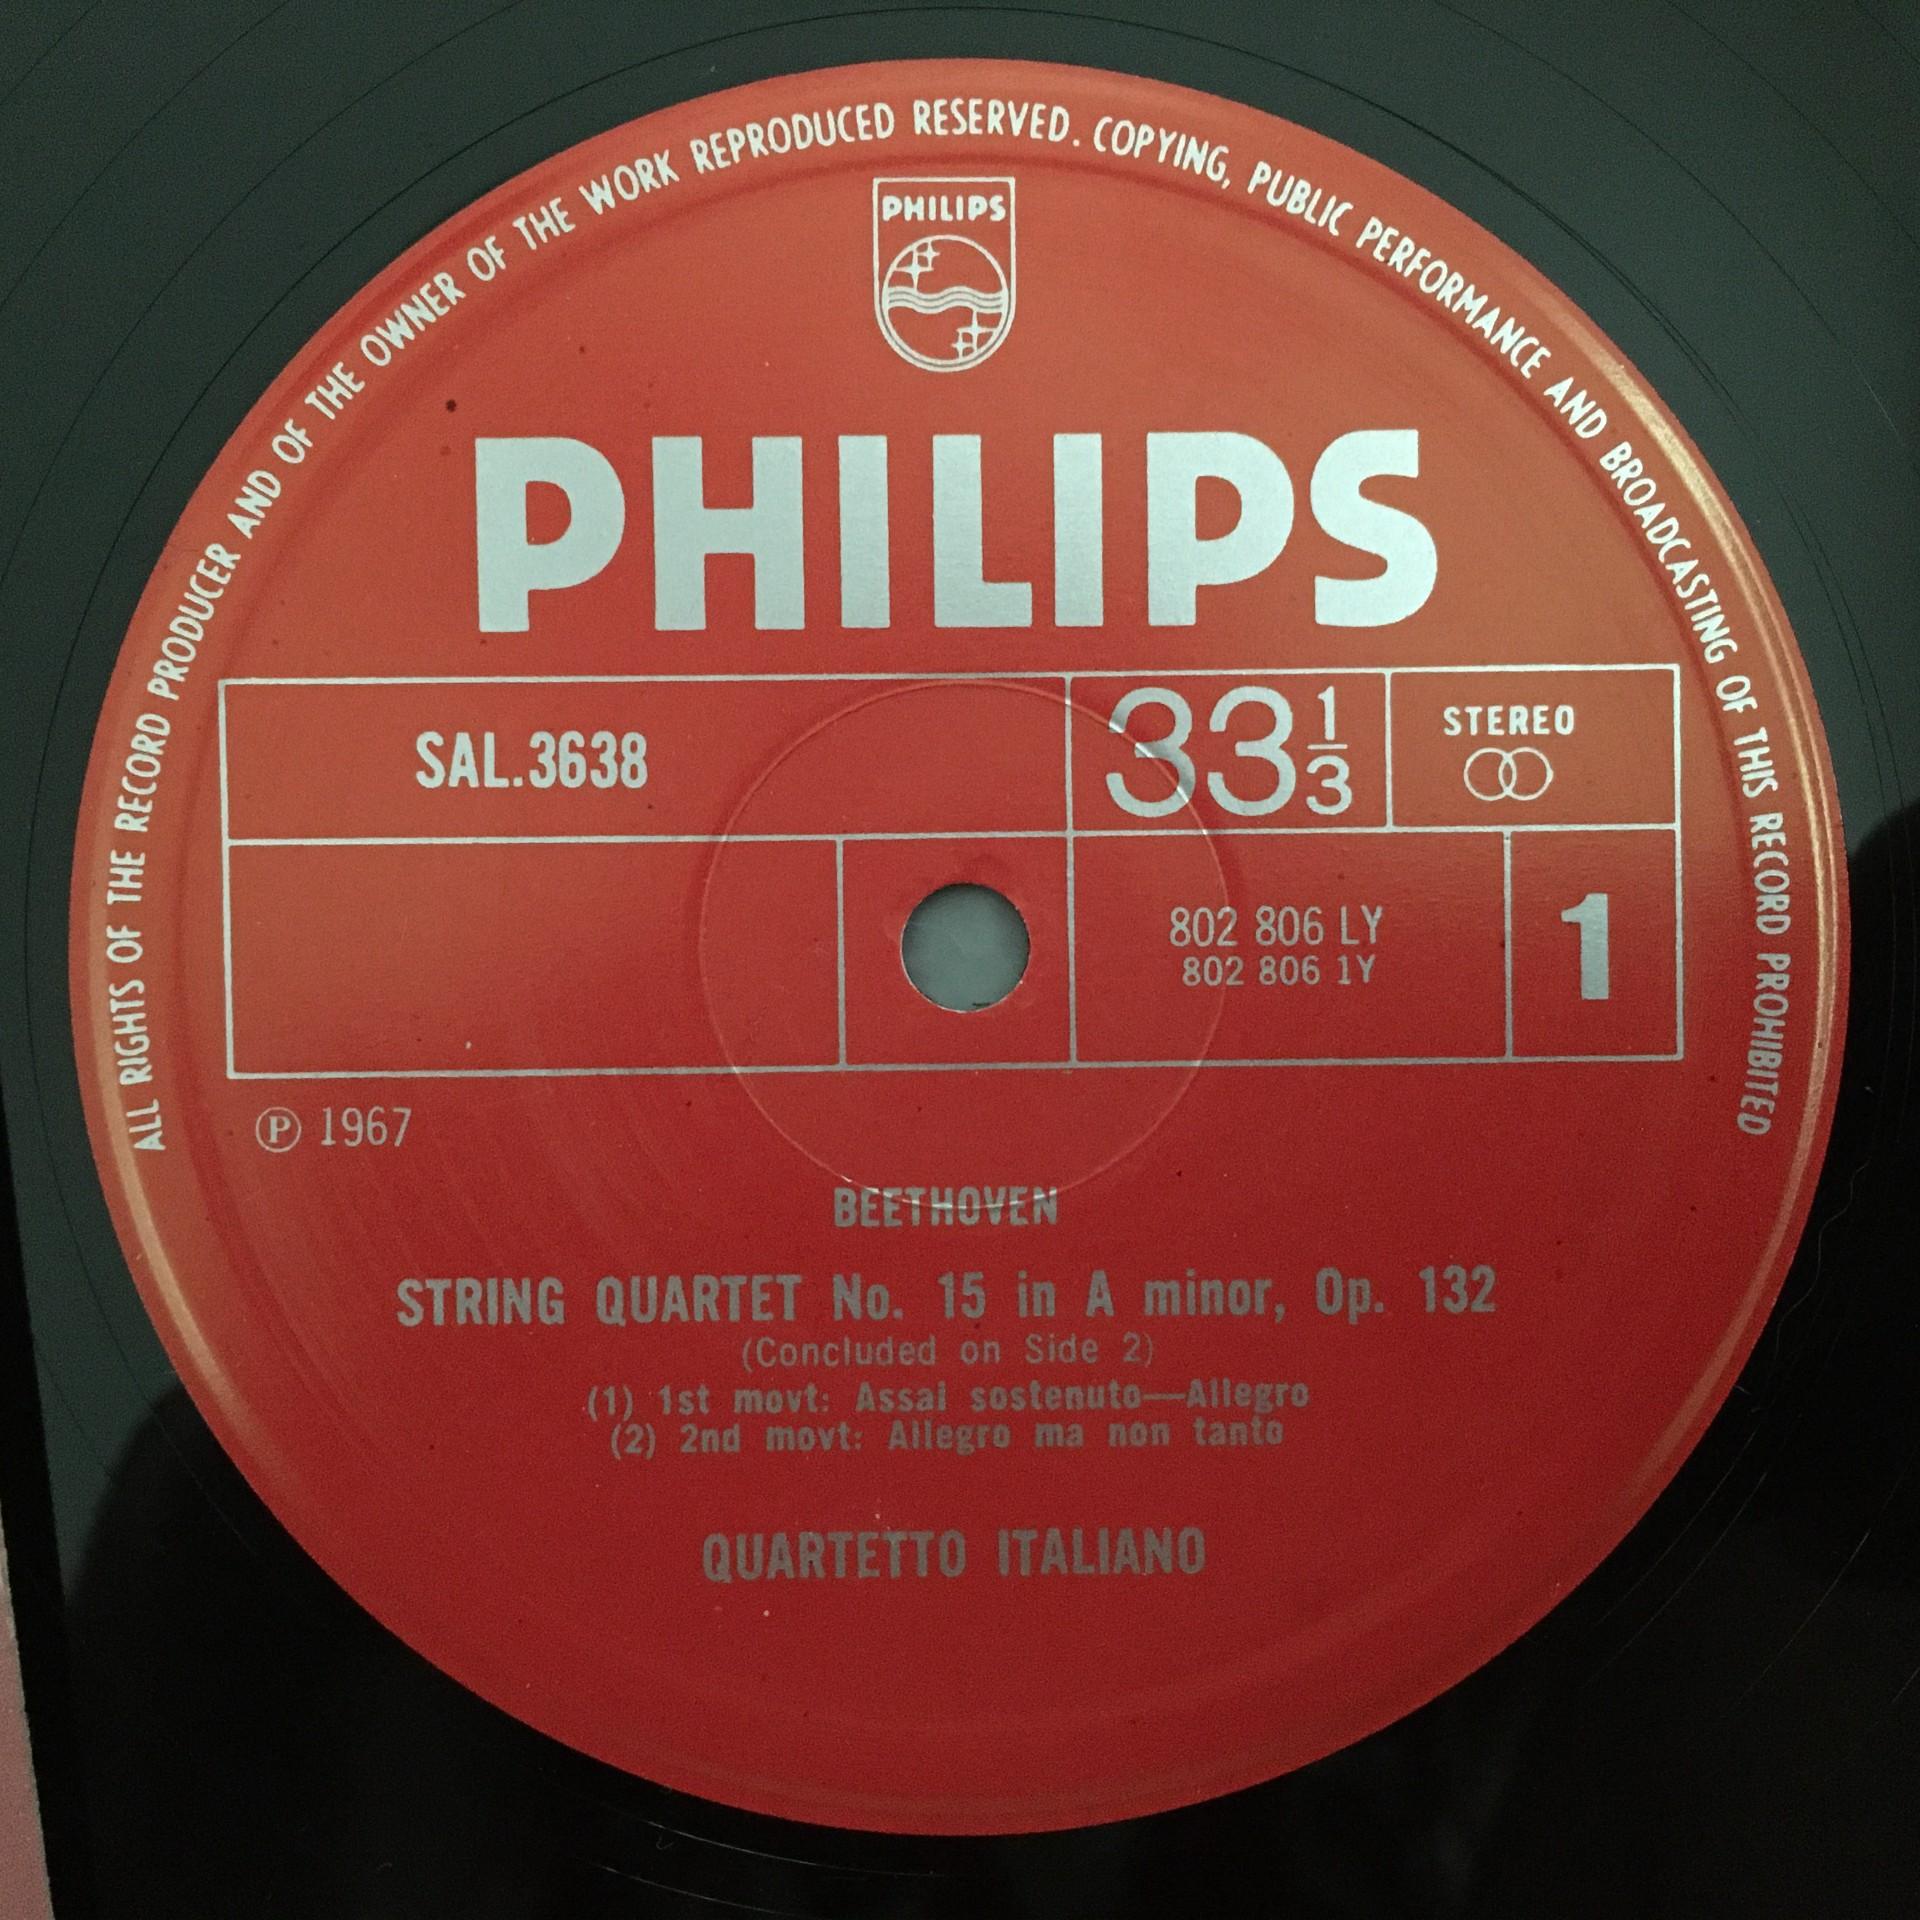 ALL RIGHTS OF THE RECORD PRODUCER AND OF THE OWNER OF THE WORK REPRODUCED RESERVED. COPYING, PUBLIC PERFORMANCE AND BROADCASTING OF THIS RECORD PROHIBITED
PHILIPS
PHILIPS
SAL.3638
33 1/3
STEREO
802 806 LY
802 806 1Y
1
Ⓟ 1967
BEETHOVEN
STRING QUARTET No. 15 in A minor, Op. 132
(Concluded on Side 2)
(1) 1st movt: Assai sostenuto—Allegro
(2) 2nd movt: Allegro ma non tanto
QUARTETTO ITALIANO